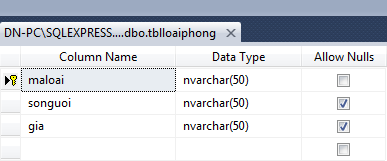 DN-PC\SQLEXPRESS....dbo.tblloaiphong
Column Name Data Type Allow Nulls
maloai nvarchar(50)
songuoi nvarchar(50)
gia nvarchar(50)